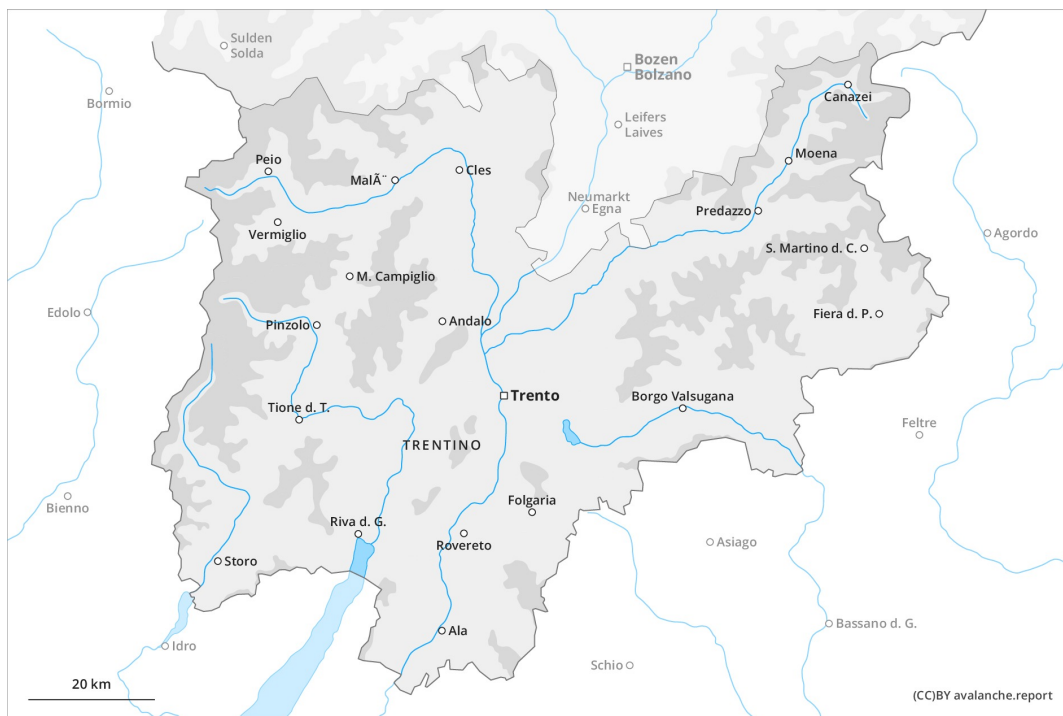 Sulden
Solda
Bozen
Bolzano
Bormio
Canazei
Leifers
Laives
Moena
Peio
MalÃ¨
Cles
Neumarkt
Egna
Predazzo
Vermiglio
Agordo
S. Martino d. C.
M. Campiglio
Edolo
Pinzolo
Andalo
Fiera d. P.
Trento
Borgo Valsugana
Tione d. T.
Feltre
TRENTINO
Bienno
Folgaria
Riva d. G.
Rovereto
Asiago
Storo
Bassano d. G.
Ala
Idro
Schio
20 km
(CC)BY avalanche.report